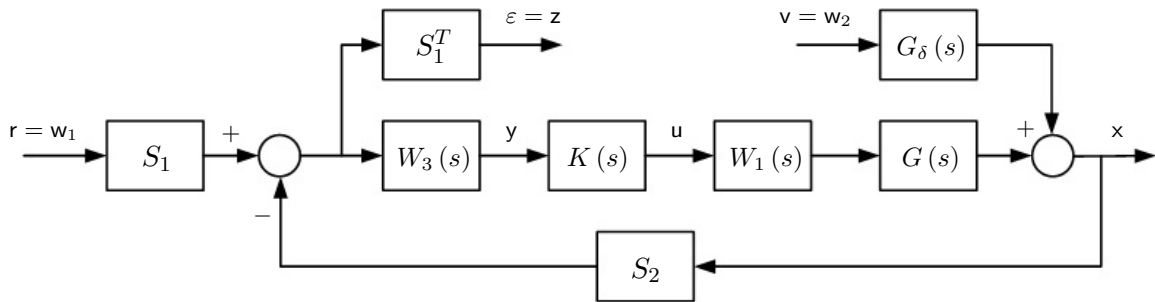 ε = z
v = w₂
S₁ᵀ
G_δ (s)
r = w₁
+
y
u
+
x
S₁
W₃ (s)
K (s)
W₁ (s)
G (s)
−
S₂